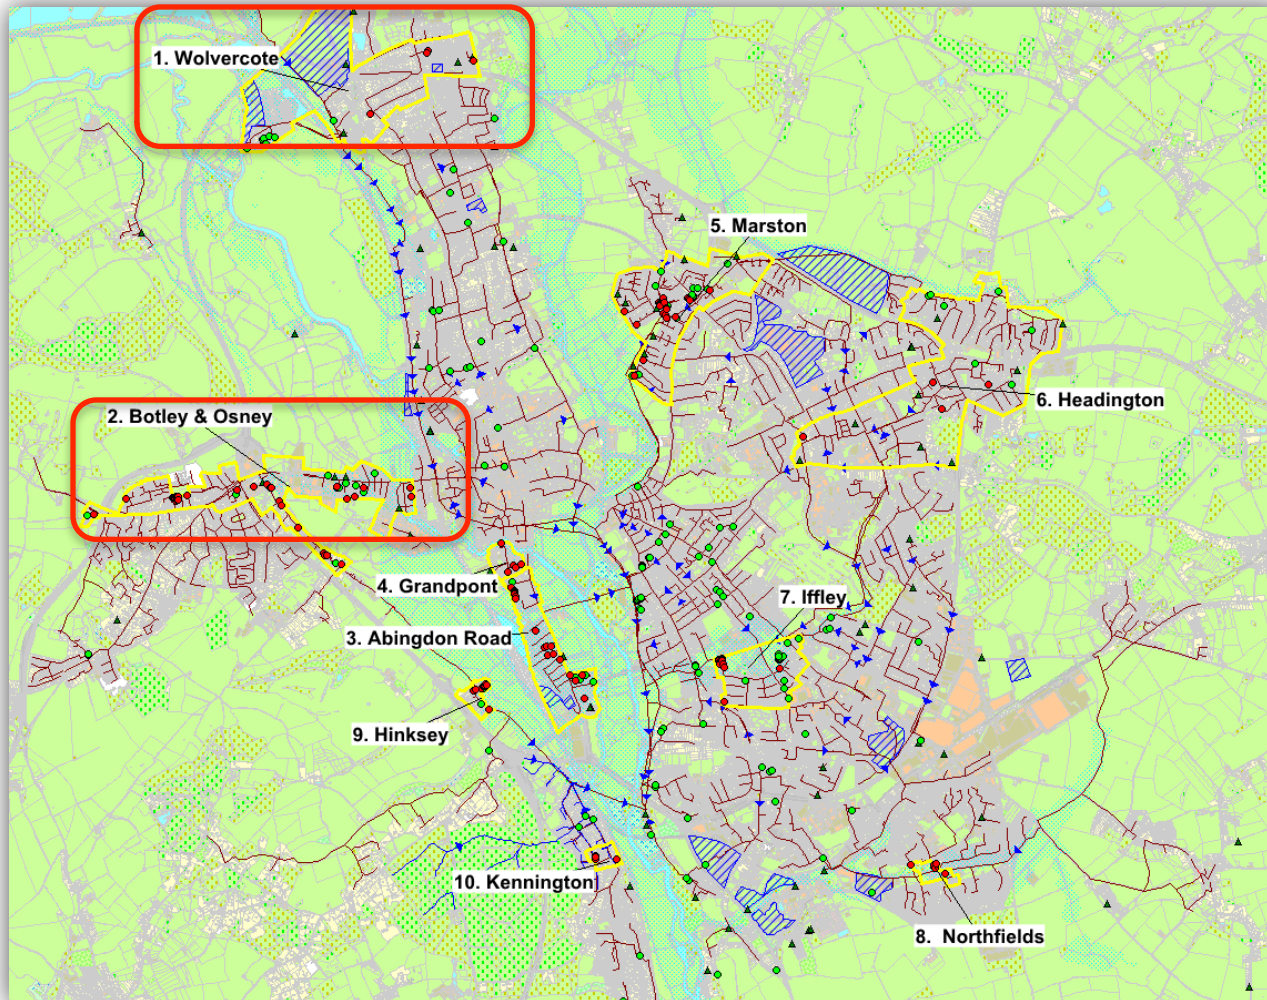 1. Wolvercote
5. Marston
6. Headington
2. Botley & Osney
4. Grandpont
7. Iffley
3. Abingdon Road
9. Hinksey
10. Kennington
8.  Northfields